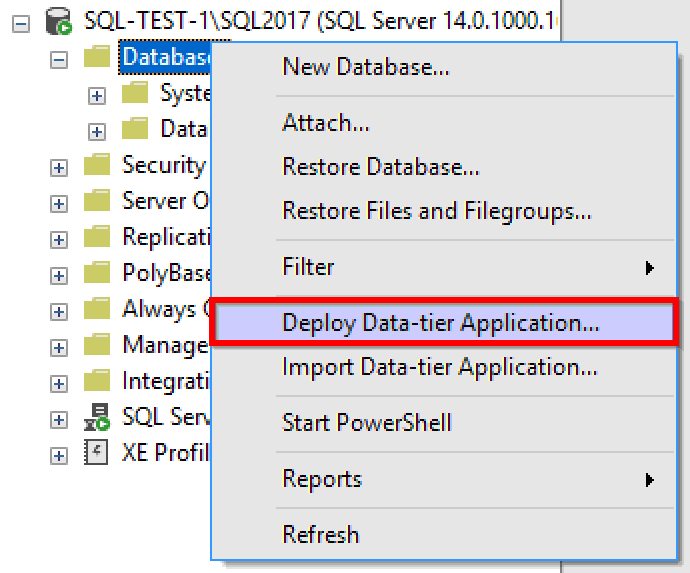 SQL-TEST-1\SQL2017 (SQL Server 14.0.1000.1
Database
Syste
Data
Security
Server O
Replicati
PolyBase
Always
Manage
Integrati
SQL Serv
XE Profil
New Database...
Attach...
Restore Database...
Restore Files and Filegroups...
Filter
Deploy Data-tier Application...
Import Data-tier Application...
Start PowerShell
Reports
Refresh